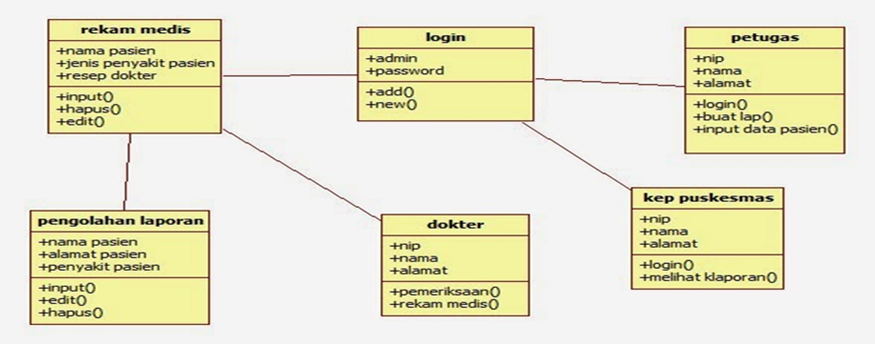 rekam medis
+nama pasien
+jenis penyakit pasien
+resep dokter
+input()
+hapus()
+edit()
login
+admin
+password
+add()
+new()
petugas
+nip
+nama
+alamat
+login()
+buat lap()
+input data pasien()
pengolahan laporan
+nama pasien
+alamat pasien
+penyakit pasien
+input()
+edit()
+hapus()
dokter
+nip
+nama
+alamat
+pemeriksaan()
+rekam medis()
kep puskesmas
+nip
+nama
+alamat
+login()
+melihat klaporan()